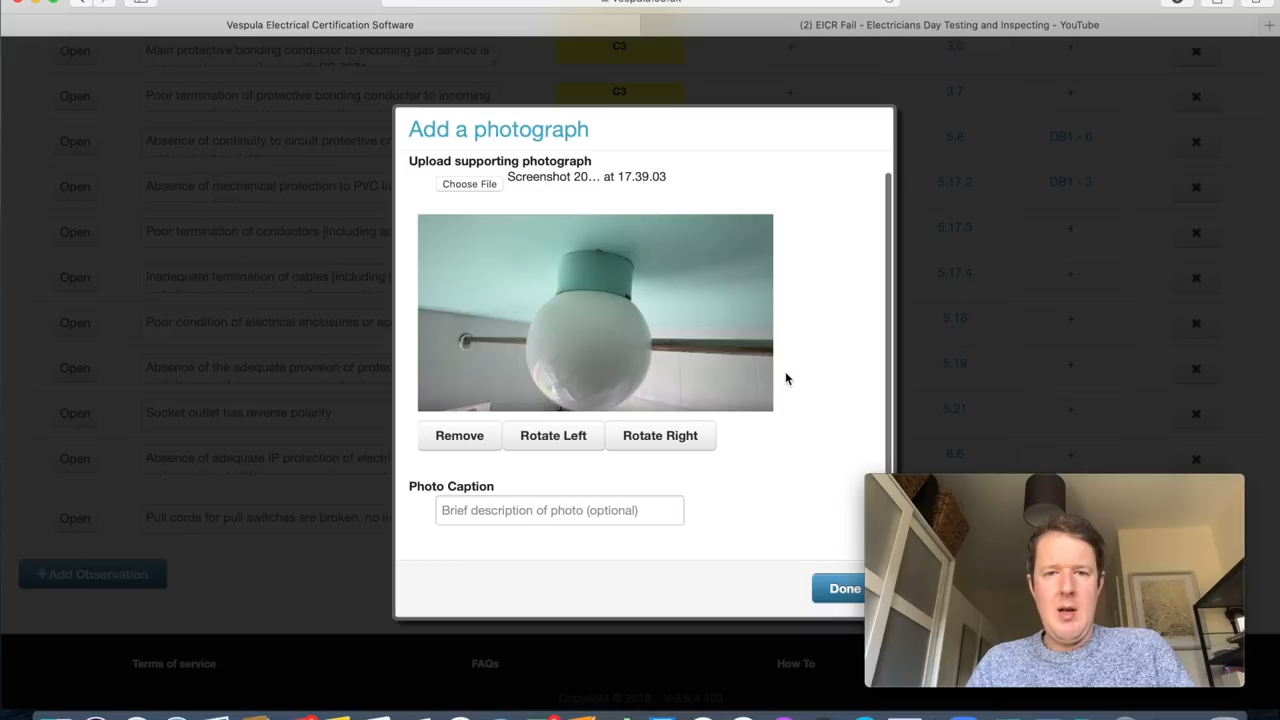 vespula.co.uk
Vespula Electrical Certification Software
(2) EICR Fail - Electricians Day Testing and Inspecting - YouTube
Open
Main protective bonding conductor to incoming gas service is
C3
+
3.6
+
Open
Poor termination of protective bonding conductor to incoming
C3
+
3.7
+
Add a photograph
Upload supporting photograph
Choose File
Screenshot 20… at 17.39.03
Open
Absence of continuity to circuit protective
5.8
DB1 - 6
Open
Absence of mechanical protection to PVC
5.17.2
DB1 - 3
Open
Poor termination of conductors [including
5.17.3
+
Open
Inadequate termination of cables [including
5.17.4
+
Open
Poor condition of electrical enclosures or
5.18
+
Open
Absence of the adequate provision of
5.19
+
Open
Socket outlet has reverse polarity
5.21
+
Open
Absence of adequate IP protection of
6.6
+
Open
Pull cords for pull switches are broken, no
Remove
Rotate Left
Rotate Right
Photo Caption
Brief description of photo (optional)
Done
+ Add Observation
Terms of service
FAQs
How To
Copyright © 2016 V-3.9.4.109